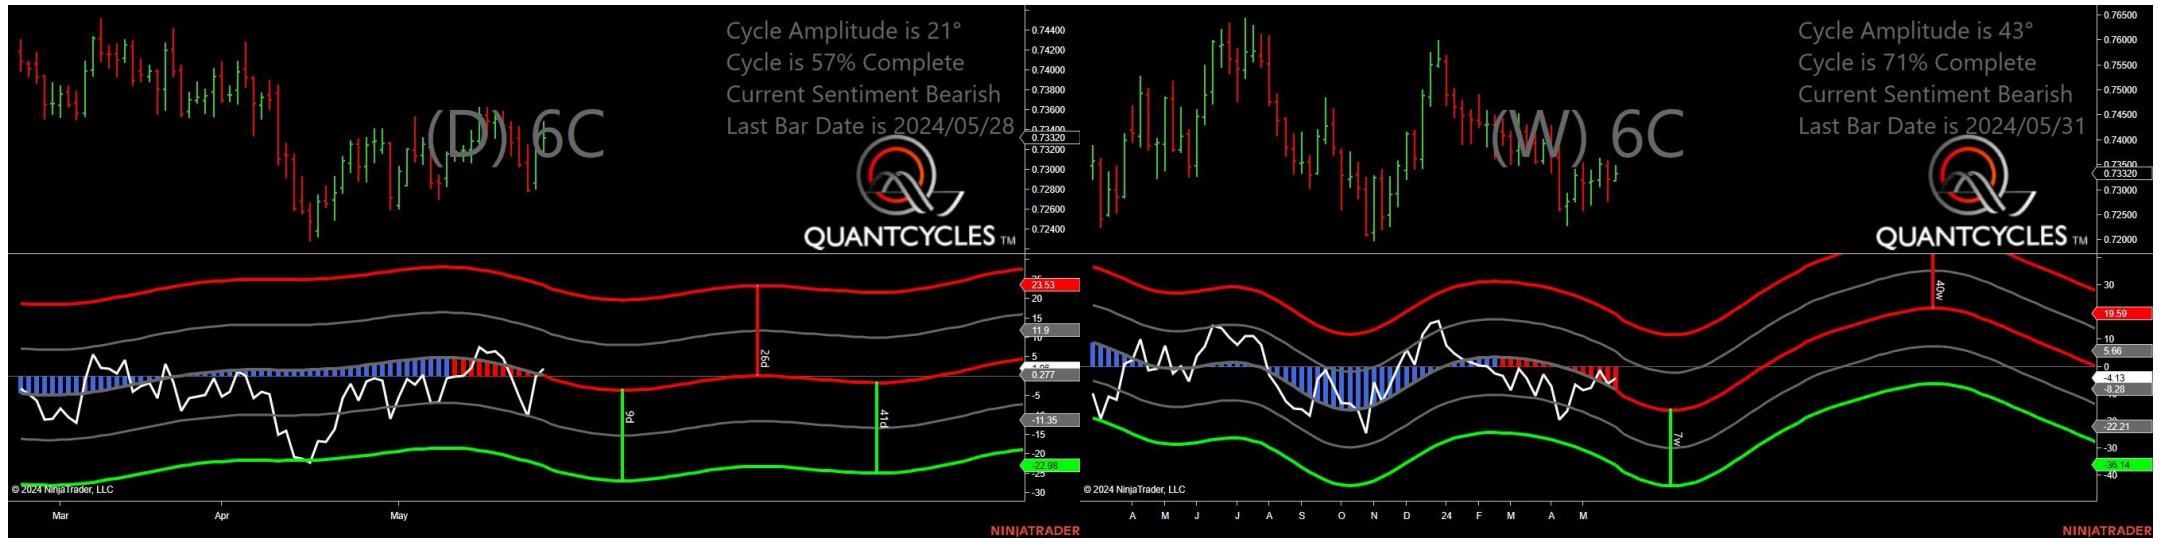 Cycle Amplitude is 21°
Cycle is 57% Complete
Current Sentiment Bearish
Last Bar Date is 2024/05/28
(D) 6C
QUANTCYCLES TM
0.74400
0.74200
0.74000
0.73800
0.73600
0.73400
0.73320
0.73200
0.73000
0.72800
0.72600
0.72400
23.53
20
15
11.9
10
5
0.277
-5
-11.35
-15
-20
-22.98
-25
-30
26d
9d
41d
© 2024 NinjaTrader, LLC
Mar Apr May
NINJATRADER
Cycle Amplitude is 43°
Cycle is 71% Complete
Current Sentiment Bearish
Last Bar Date is 2024/05/31
(W) 6C
QUANTCYCLES TM
0.76500
0.76000
0.75500
0.75000
0.74500
0.74000
0.73500
0.73320
0.73000
0.72500
0.72000
30
19.59
10
5.66
0
-4.13
-8.28
-22.21
-30
-36.14
-40
40w
7w
© 2024 NinjaTrader, LLC
A M J J A S O N D 24 F M A M
NINJATRADER